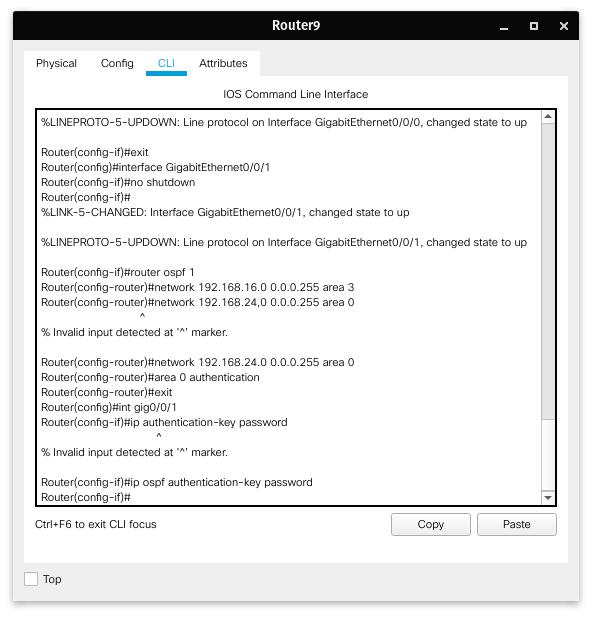 Router9
Physical Config CLI Attributes
IOS Command Line Interface
%LINEPROTO-5-UPDOWN: Line protocol on Interface GigabitEthernet0/0/0, changed state to up
Router(config-if)#exit
Router(config)#interface GigabitEthernet0/0/1
Router(config-if)#no shutdown
Router(config-if)#
%LINK-5-CHANGED: Interface GigabitEthernet0/0/1, changed state to up
%LINEPROTO-5-UPDOWN: Line protocol on Interface GigabitEthernet0/0/1, changed state to up
Router(config-if)#router ospf 1
Router(config-router)#network 192.168.16.0 0.0.0.255 area 3
Router(config-router)#network 192.168.24,0 0.0.0.255 area 0
^
% Invalid input detected at '^' marker.
Router(config-router)#network 192.168.24.0 0.0.0.255 area 0
Router(config-router)#area 0 authentication
Router(config-router)#exit
Router(config)#int gig0/0/1
Router(config-if)#ip authentication-key password
^
% Invalid input detected at '^' marker.
Router(config-if)#ip ospf authentication-key password
Router(config-if)#
Ctrl+F6 to exit CLI focus Copy Paste
Top